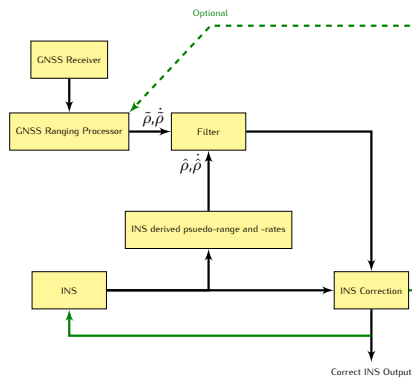 Optional
GNSS Receiver
GNSS Ranging Processor
ρ̃,ρ̃̇
Filter
ρ̂,ρ̂̇
INS derived psuedo-range and -rates
INS
INS Correction
Correct INS Output